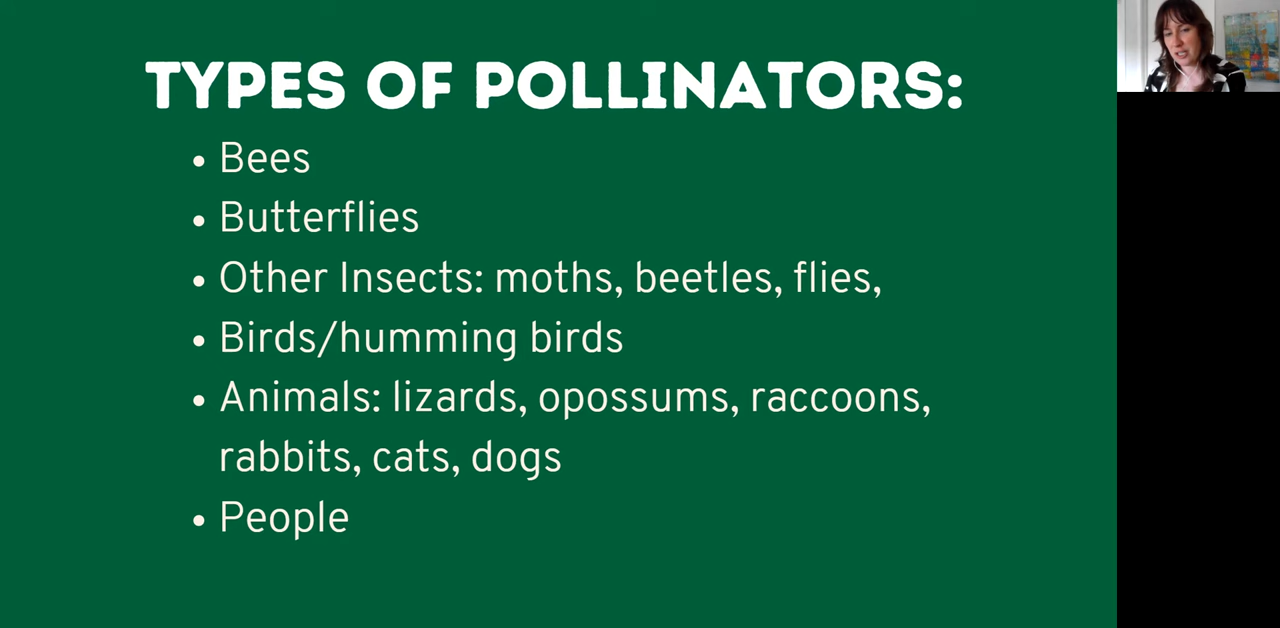 TYPES OF POLLINATORS:
• Bees
• Butterflies
• Other Insects: moths, beetles, flies,
• Birds/humming birds
• Animals: lizards, opossums, raccoons,
rabbits, cats, dogs
• People